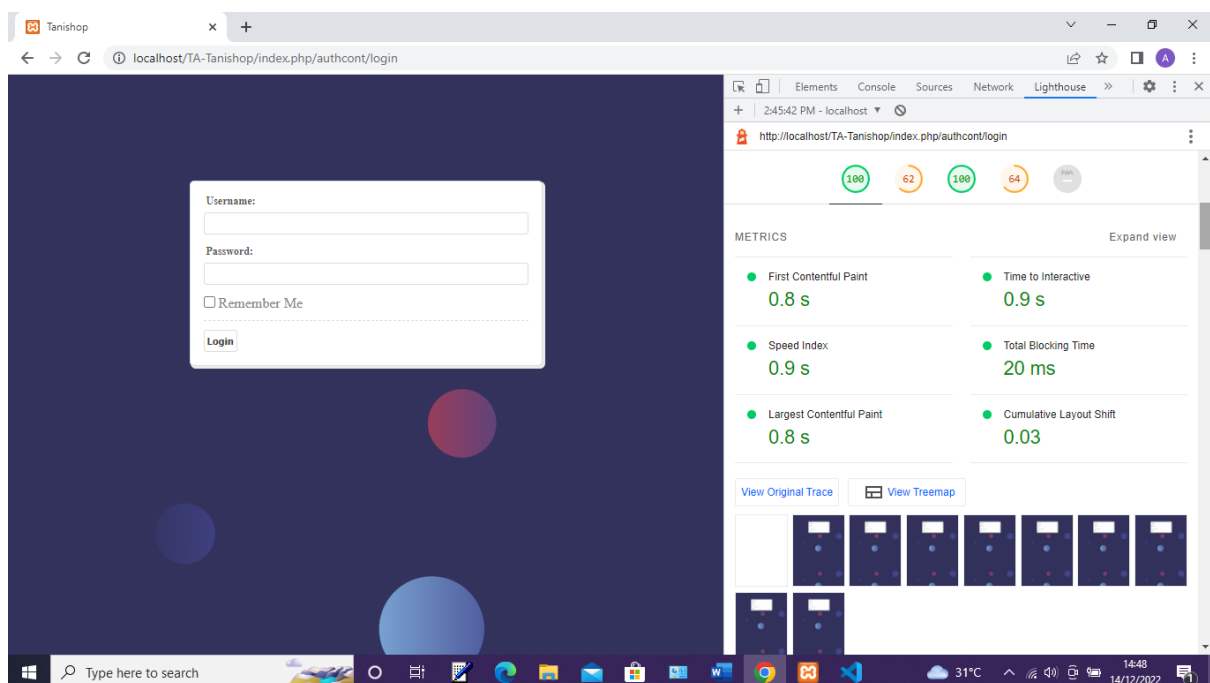 Tanishop
localhost/TA-Tanishop/index.php/authcont/login
A
Username:
Password:
Remember Me
Login
Elements Console Sources Network Lighthouse
2:45:42 PM - localhost
http://localhost/TA-Tanishop/index.php/authcont/login
100 62 100 64
METRICS Expand view
First Contentful Paint Time to Interactive
0.8 s 0.9 s
Speed Index Total Blocking Time
0.9 s 20 ms
Largest Contentful Paint Cumulative Layout Shift
0.8 s 0.03
View Original Trace View Treemap
Type here to search
31°C
14:48
14/12/2022